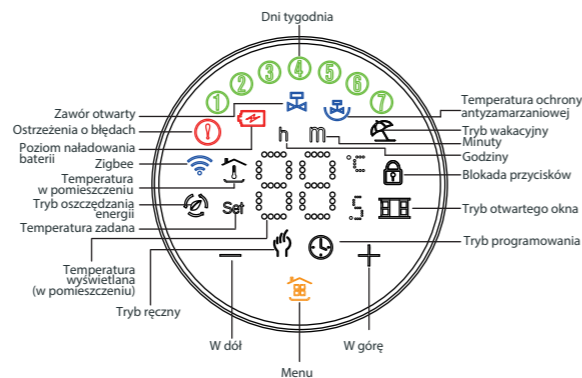 Dni tygodnia
1 2 3 4 5 6 7
Zawór otwarty
Ostrzeżenia o błędach
Poziom naładowania
baterii
Zigbee
Temperatura
w pomieszczeniu
Tryb oszczędzania
energii
Temperatura zadana
Temperatura
wyświetlana
(w pomieszczeniu)
Tryb ręczny
W dół
Menu
W górę
Temperatura ochrony
antyzamarzaniowej
Tryb wakacyjny
Minuty
Godziny
Blokada przycisków
Tryb otwartego okna
Tryb programowania
h m
88 °C
Set .5